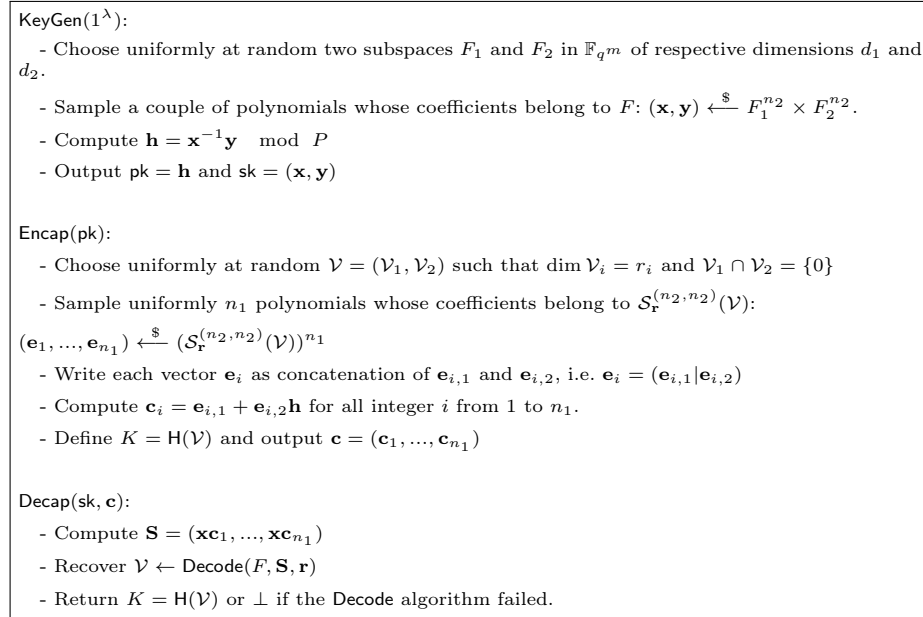 KeyGen(1^λ):
- Choose uniformly at random two subspaces F_1 and F_2 in 𝔽_{q^m} of respective dimensions d_1 and
d_2.
- Sample a couple of polynomials whose coefficients belong to F: (𝐱, 𝐲) ←$ F_1^{n_2} × F_2^{n_2}.
- Compute 𝐡 = 𝐱^{−1}𝐲 mod P
- Output pk = 𝐡 and sk = (𝐱, 𝐲)
Encap(pk):
- Choose uniformly at random 𝒱 = (𝒱_1, 𝒱_2) such that dim 𝒱_i = r_i and 𝒱_1 ∩ 𝒱_2 = {0}
- Sample uniformly n_1 polynomials whose coefficients belong to 𝒮_𝐫^{(n_2,n_2)}(𝒱):
(𝐞_1, ..., 𝐞_{n_1}) ←$ (𝒮_𝐫^{(n_2,n_2)}(𝒱))^{n_1}
- Write each vector 𝐞_i as concatenation of 𝐞_{i,1} and 𝐞_{i,2}, i.e. 𝐞_i = (𝐞_{i,1}|𝐞_{i,2})
- Compute 𝐜_i = 𝐞_{i,1} + 𝐞_{i,2}𝐡 for all integer i from 1 to n_1.
- Define K = H(𝒱) and output 𝐜 = (𝐜_1, ..., 𝐜_{n_1})
Decap(sk, 𝐜):
- Compute 𝐒 = (𝐱𝐜_1, ..., 𝐱𝐜_{n_1})
- Recover 𝒱 ← Decode(F, 𝐒, 𝐫)
- Return K = H(𝒱) or ⊥ if the Decode algorithm failed.